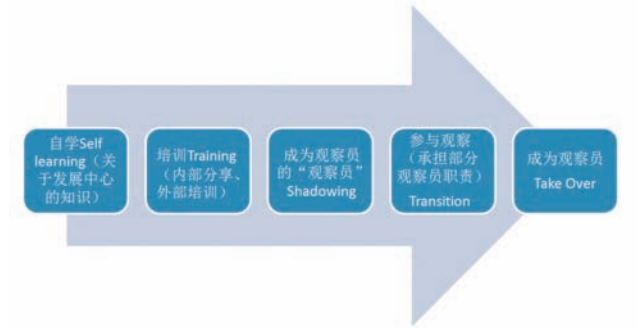 自学Self
learning（关
于发展中心
的知识）
培训Training
（内部分享、
外部培训）
成为观察员
的“观察员”
Shadowing
参与观察
（承担部分
观察员职责）
Transition
成为观察员
Take Over